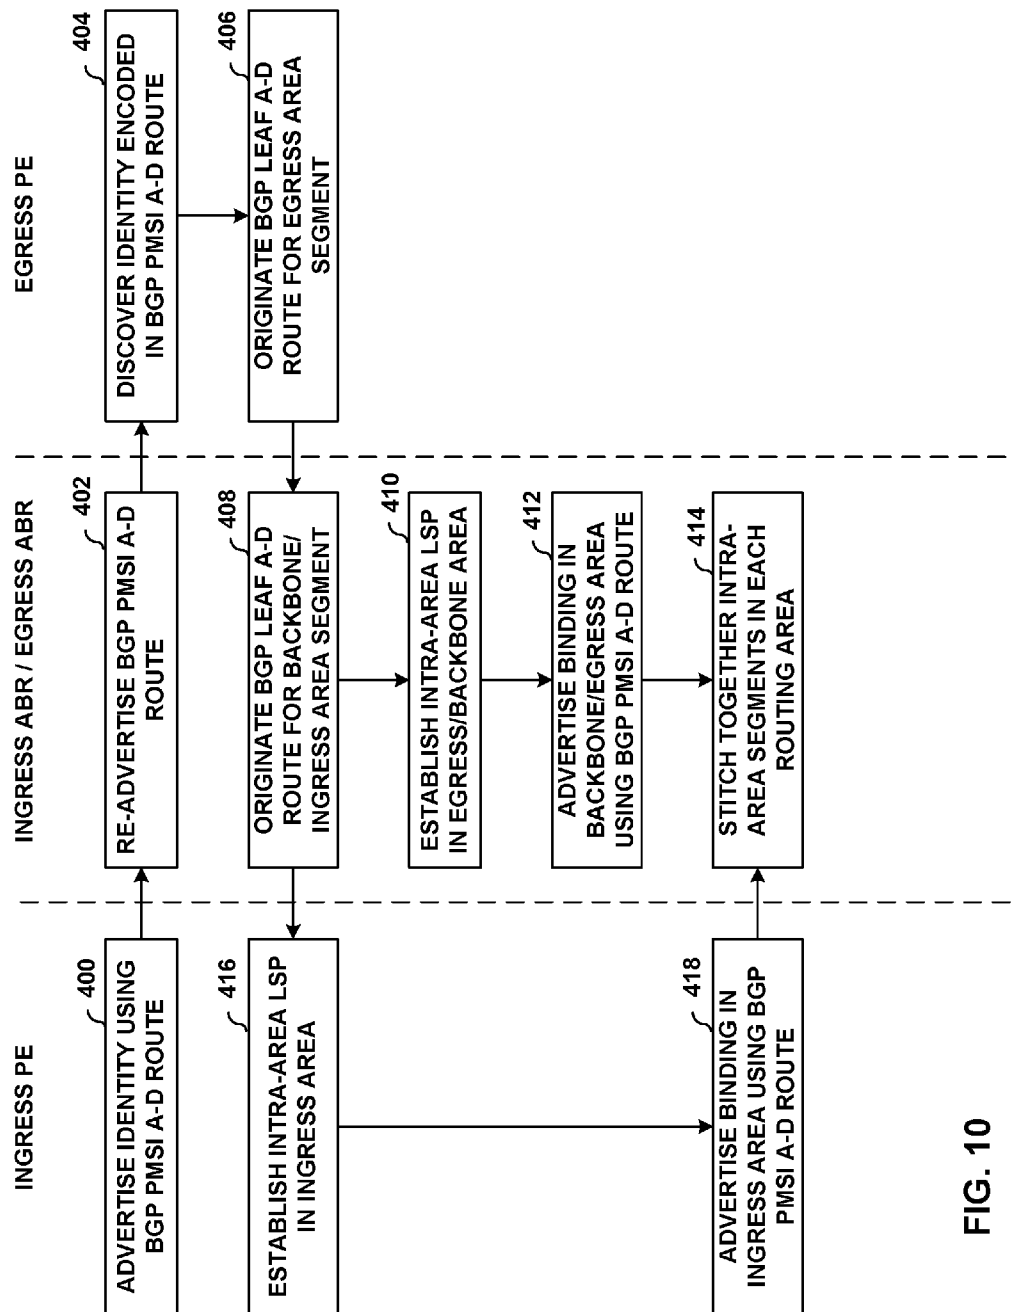 INGRESS PE
INGRESS ABR / EGRESS ABR
EGRESS PE
400
ADVERTISE IDENTITY USING
BGP PMSI A-D ROUTE
402
RE-ADVERTISE BGP PMSI A-D
ROUTE
404
DISCOVER IDENTITY ENCODED
IN BGP PMSI A-D ROUTE
416
ESTABLISH INTRA-AREA LSP
IN INGRESS AREA
408
ORIGINATE BGP LEAF A-D
ROUTE FOR BACKBONE/
INGRESS AREA SEGMENT
406
ORIGINATE BGP LEAF A-D
ROUTE FOR EGRESS AREA
SEGMENT
410
ESTABLISH INTRA-AREA LSP
IN EGRESS/BACKBONE AREA
412
ADVERTISE BINDING IN
BACKBONE/EGRESS AREA
USING BGP PMSI A-D ROUTE
418
ADVERTISE BINDING IN
INGRESS AREA USING BGP
PMSI A-D ROUTE
414
STITCH TOGETHER INTRA-
AREA SEGMENTS IN EACH
ROUTING AREA
FIG. 10